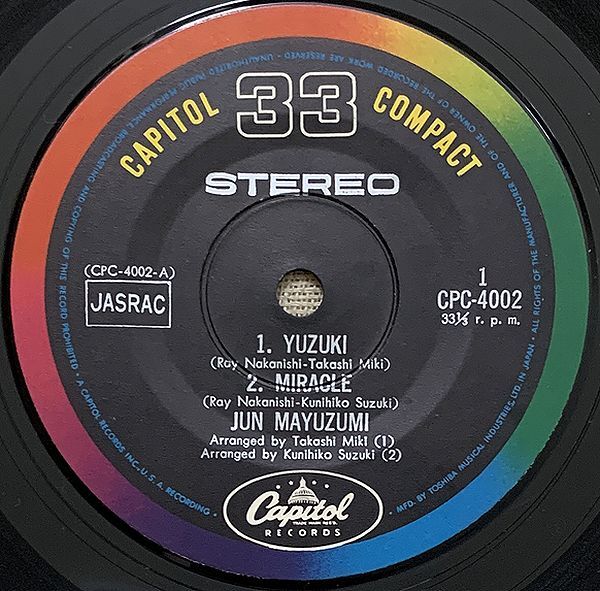 CAPITOL 33 COMPACT
STEREO
(CPC-4002-A)
JASRAC
1
CPC-4002
33⅓ r. p. m.
1. YUZUKI
(Ray Nakanishi-Takashi Miki)
2. MIRACLE
(Ray Nakanishi-Kunihiko Suzuki)
JUN MAYUZUMI
Arranged by Takashi Miki (1)
Arranged by Kunihiko Suzuki (2)
Capitol
TRADE MARK REG'D.
RECORDS
A CAPITOL RECORDS INC., U.S.A. RECORDING • MFD. BY TOSHIBA MUSICAL INDUSTRIES, LTD. IN JAPAN • ALL RIGHTS OF THE MANUFACTURER AND OF THE OWNER OF THE RECORDED WORK ARE RESERVED • UNAUTHORIZED PUBLIC PERFORMANCE, BROADCASTING AND COPYING OF THIS RECORD PROHIBITED •